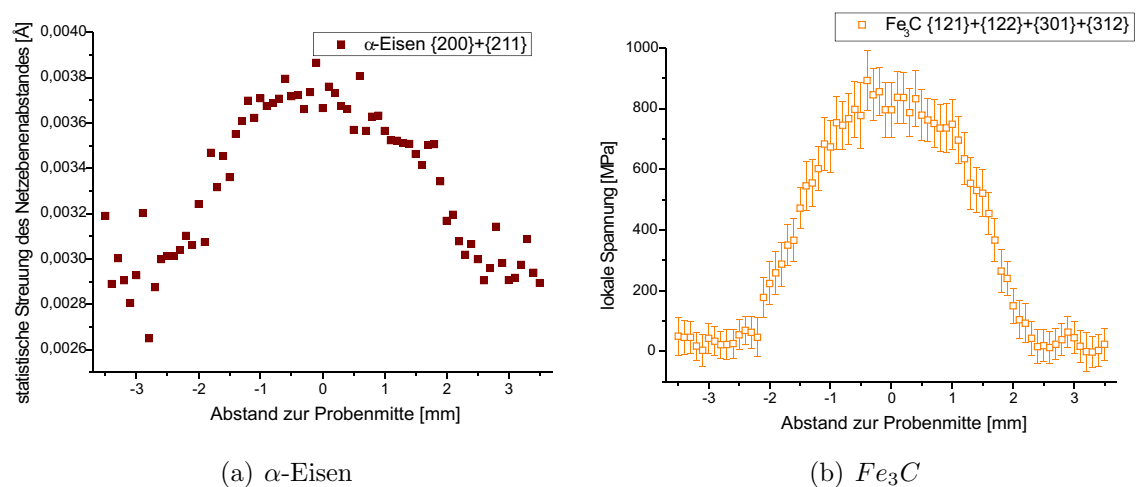 α-Eisen {200}+{211}
statistische Streuung des Netzebenenabstandes [Å]
0,0040
0,0038
0,0036
0,0034
0,0032
0,0030
0,0028
0,0026
-3 -2 -1 0 1 2 3
Abstand zur Probenmitte [mm]
(a) α-Eisen
Fe₃C {121}+{122}+{301}+{312}
lokale Spannung [MPa]
1000
800
600
400
200
0
-3 -2 -1 0 1 2 3
Abstand zur Probenmitte [mm]
(b) Fe₃C